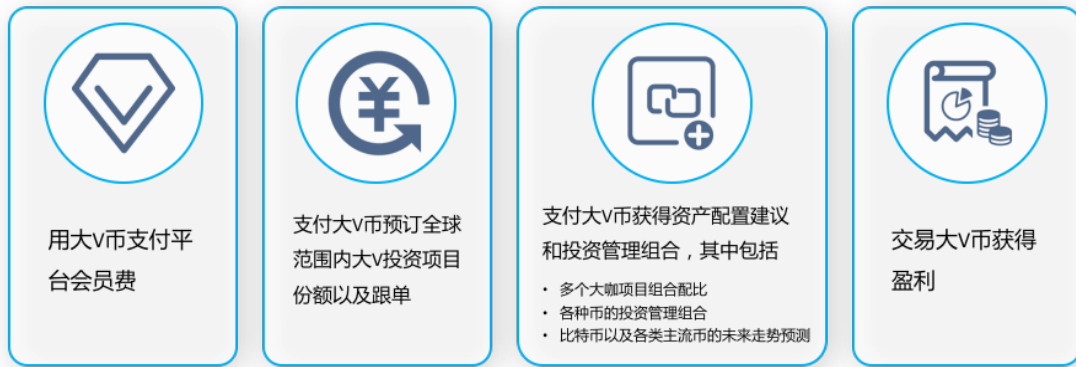 用大V币支付平
台会员费
支付大V币预订全球
范围内大V投资项目
份额以及跟单
支付大V币获得资产配置建议
和投资管理组合，其中包括
• 多个大咖项目组合配比
• 各种币的投资管理组合
• 比特币以及各类主流币的未来走势预测
交易大V币获得
盈利